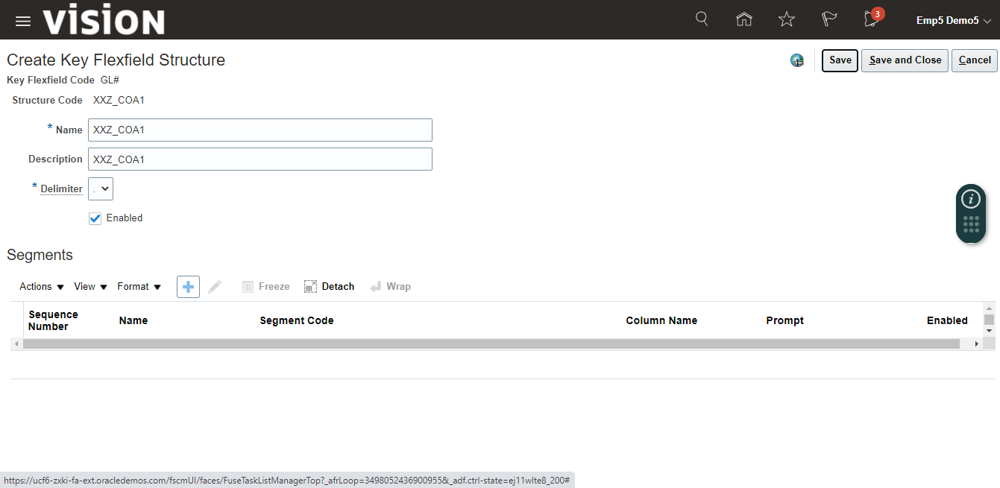 vision
3
Emp5 Demo5
Create Key Flexfield Structure
Save
Save and Close
Cancel
Key Flexfield Code GL#
Structure Code XXZ_COA1
* Name XXZ_COA1
Description XXZ_COA1
* Delimiter .
Enabled
Segments
Actions View Format Freeze Detach Wrap
Sequence Number Name Segment Code Column Name Prompt Enabled
https://ucf6-zxki-fa-ext.oracledemos.com/fscmUI/faces/FuseTaskListManagerTop?_afrLoop=34980524369009558&_adf.ctrl-state=ej11wlte8_200#